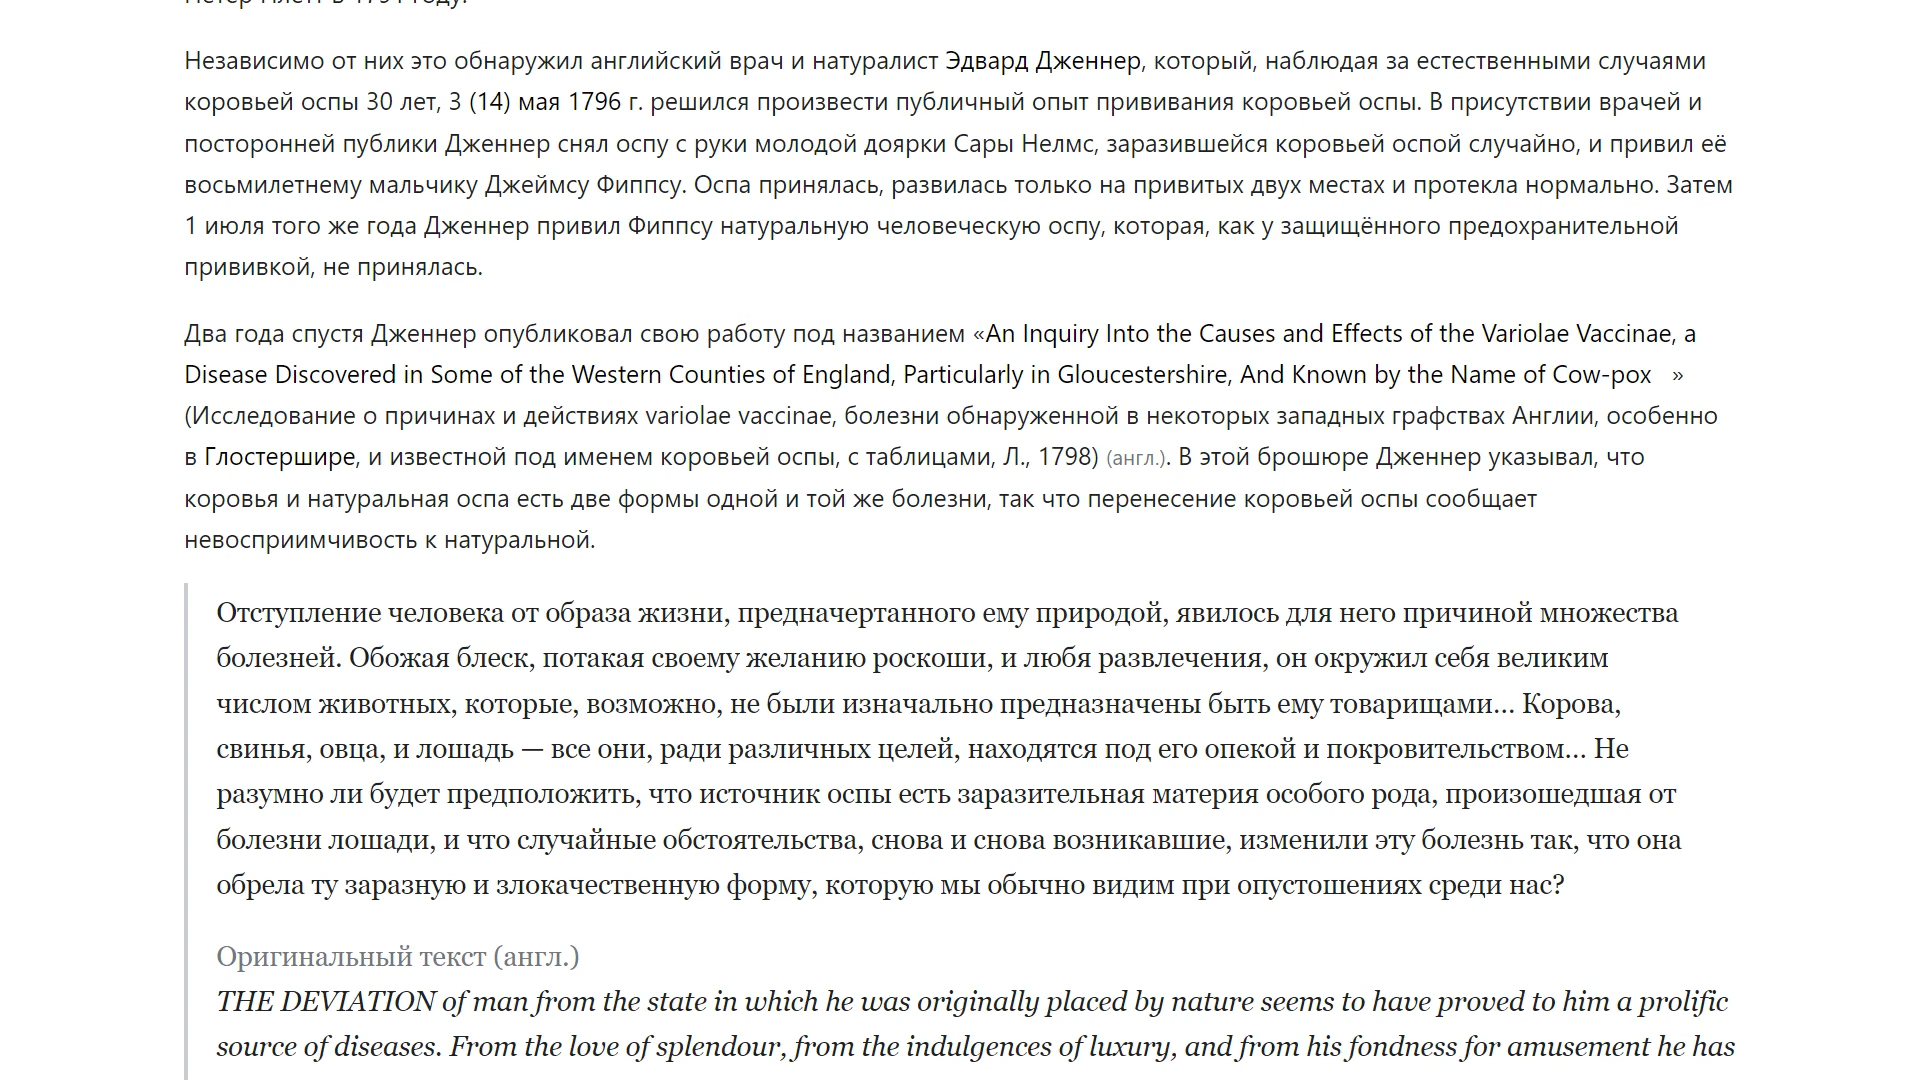 Петер Плетт в 1791 году.
Независимо от них это обнаружил английский врач и натуралист Эдвард Дженнер, который, наблюдая за естественными случаями
коровьей оспы 30 лет, 3 (14) мая 1796 г. решился произвести публичный опыт прививания коровьей оспы. В присутствии врачей и
посторонней публики Дженнер снял оспу с руки молодой доярки Сары Нелмс, заразившейся коровьей оспой случайно, и привил её
восьмилетнему мальчику Джеймсу Фиппсу. Оспа принялась, развилась только на привитых двух местах и протекла нормально. Затем
1 июля того же года Дженнер привил Фиппсу натуральную человеческую оспу, которая, как у защищённого предохранительной
прививкой, не принялась.
Два года спустя Дженнер опубликовал свою работу под названием «An Inquiry Into the Causes and Effects of the Variolae Vaccinae, a
Disease Discovered in Some of the Western Counties of England, Particularly in Gloucestershire, And Known by the Name of Cow-pox »
(Исследование о причинах и действиях variolae vaccinae, болезни обнаруженной в некоторых западных графствах Англии, особенно
в Глостершире, и известной под именем коровьей оспы, с таблицами, Л., 1798) (англ.). В этой брошюре Дженнер указывал, что
коровья и натуральная оспа есть две формы одной и той же болезни, так что перенесение коровьей оспы сообщает
невосприимчивость к натуральной.
Отступление человека от образа жизни, предначертанного ему природой, явилось для него причиной множества
болезней. Обожая блеск, потакая своему желанию роскоши, и любя развлечения, он окружил себя великим
числом животных, которые, возможно, не были изначально предназначены быть ему товарищами… Корова,
свинья, овца, и лошадь — все они, ради различных целей, находятся под его опекой и покровительством… Не
разумно ли будет предположить, что источник оспы есть заразительная материя особого рода, произошедшая от
болезни лошади, и что случайные обстоятельства, снова и снова возникавшие, изменили эту болезнь так, что она
обрела ту заразную и злокачественную форму, которую мы обычно видим при опустошениях среди нас?
Оригинальный текст (англ.)
THE DEVIATION of man from the state in which he was originally placed by nature seems to have proved to him a prolific
source of diseases. From the love of splendour, from the indulgences of luxury, and from his fondness for amusement he has